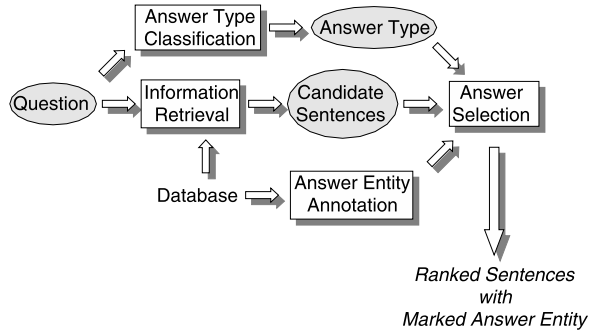 Answer Type
Classification
Answer Type
Question
Information
Retrieval
Candidate
Sentences
Answer
Selection
Database
Answer Entity
Annotation
Ranked Sentences
with
Marked Answer Entity